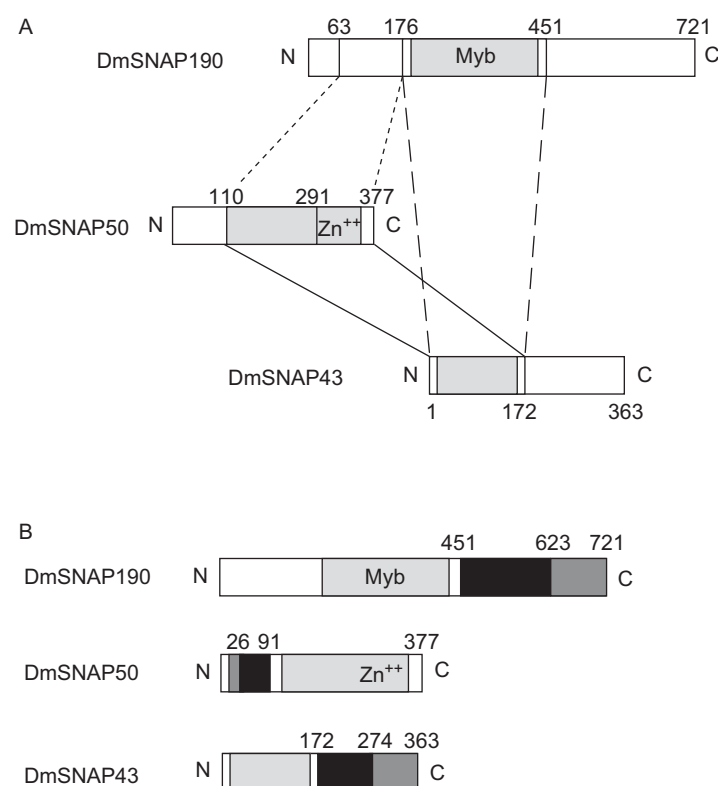 A
63 176 451 721
DmSNAP190 N Myb C
110 291 377
DmSNAP50 N Zn++ C
DmSNAP43 N C
1 172 363
B
451 623 721
DmSNAP190 N Myb C
26 91 377
DmSNAP50 N Zn++ C
172 274 363
DmSNAP43 N C